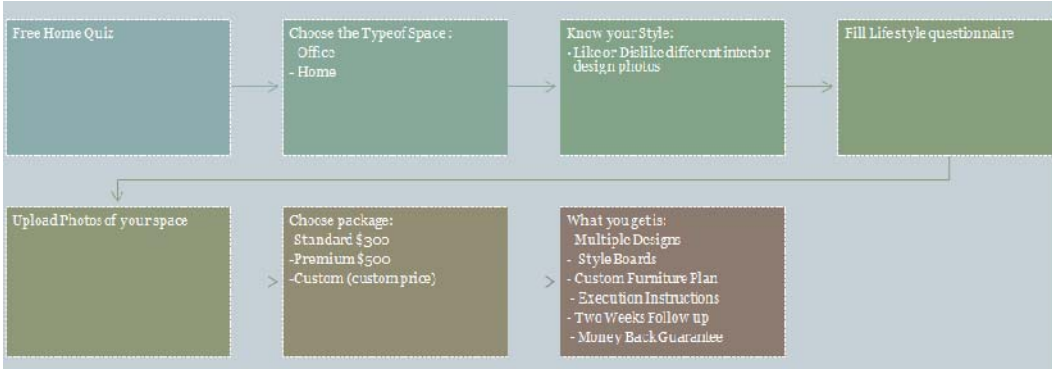 Free Home Quiz
Choose the Type of Space :
Office
- Home
Know your Style:
- Like or Dislike different interior
design photos
Fill Life style questionnaire
Upload Photos of your space
Choose package:
Standard $300
-Premium $500
-Custom (custom price)
What you get is:
Multiple Designs
- Style Boards
- Custom Furniture Plan
- Execution Instructions
- Two Weeks Follow up
- Money Back Guarantee